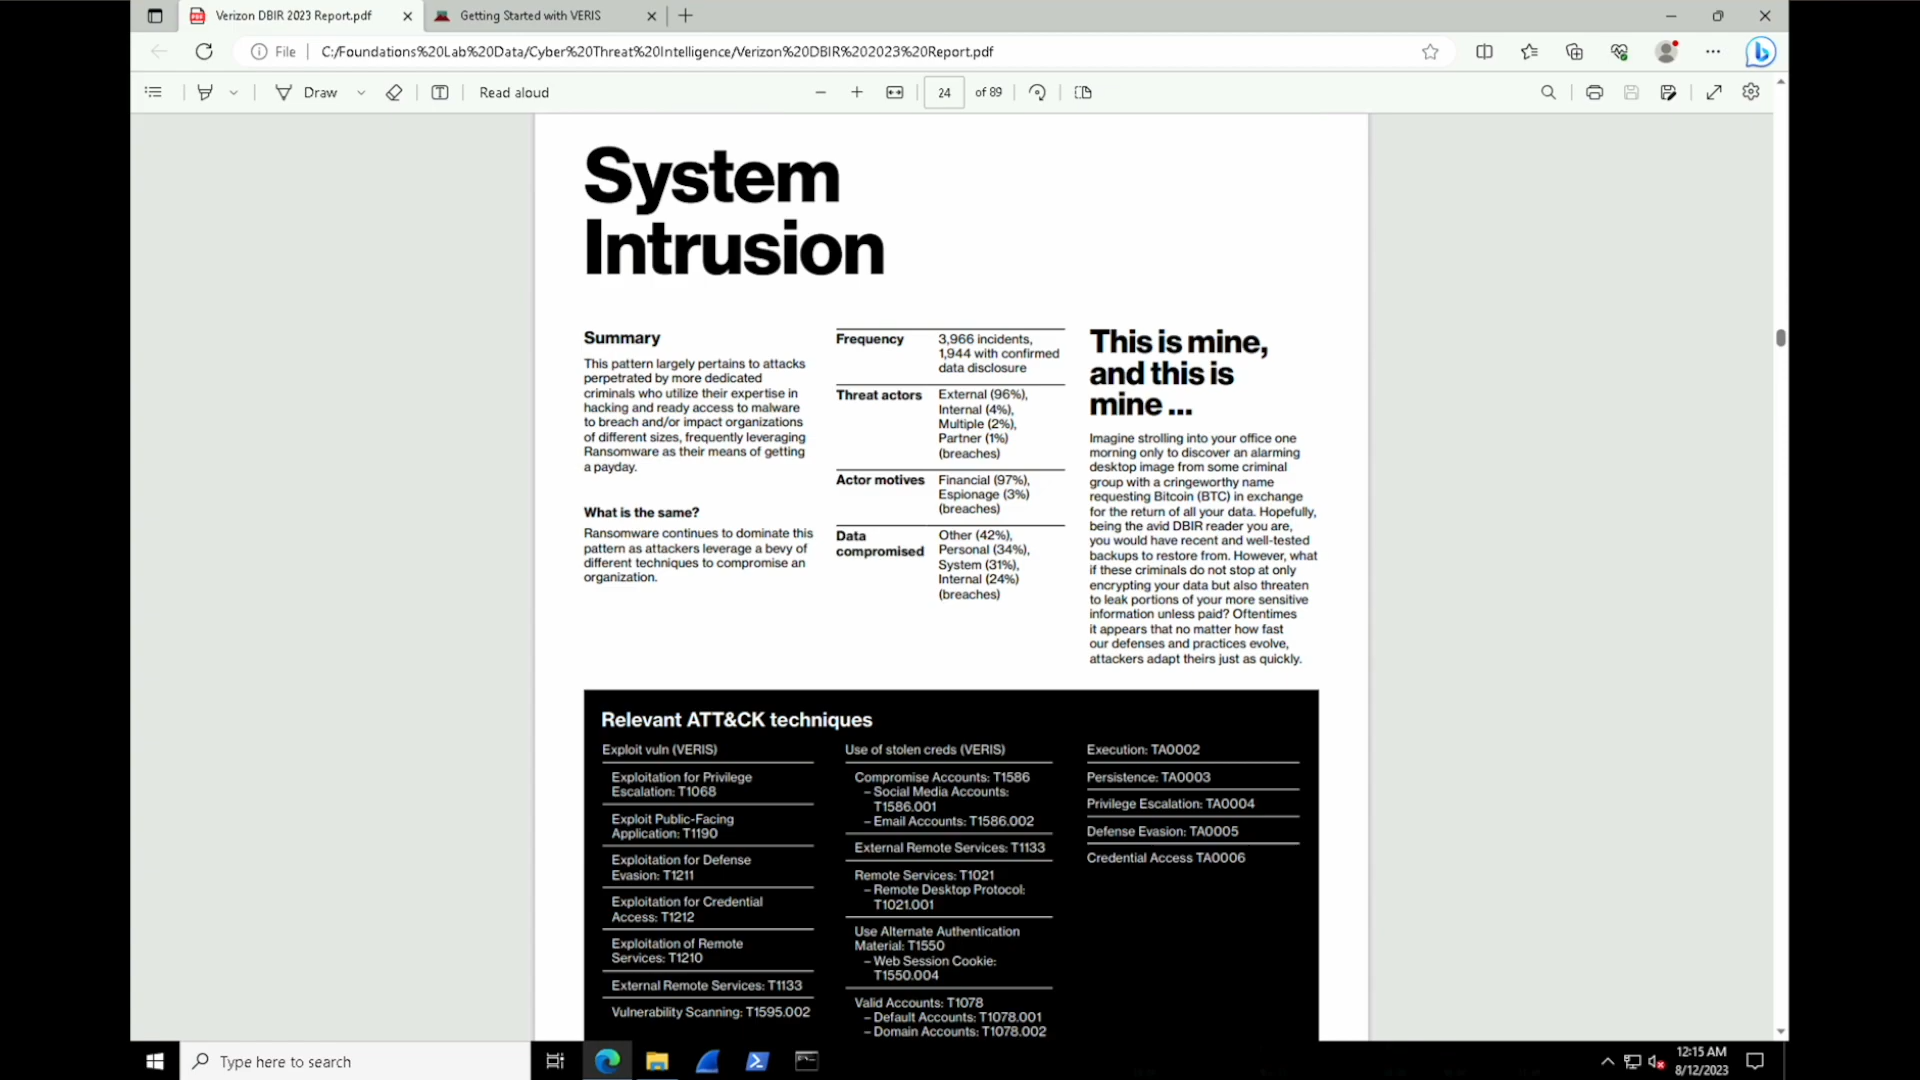 Verizon DBIR 2023 Report.pdf
Getting Started with VERIS
File
C:/Foundations%20Lab%20Data/Cyber%20Threat%20Intelligence/Verizon%20DBIR%202023%20Report.pdf
Draw
Read aloud
24 of 89
System
Intrusion
Summary
This pattern largely pertains to attacks
perpetrated by more dedicated
criminals who utilize their expertise in
hacking and ready access to malware
to breach and/or impact organizations
of different sizes, frequently leveraging
Ransomware as their means of getting
a payday.
What is the same?
Ransomware continues to dominate this
pattern as attackers leverage a bevy of
different techniques to compromise an
organization.
Frequency
3,966 incidents,
1,944 with confirmed
data disclosure
Threat actors
External (96%),
Internal (4%),
Multiple (2%),
Partner (1%)
(breaches)
Actor motives
Financial (97%),
Espionage (3%)
(breaches)
Data
compromised
Other (42%),
Personal (34%),
System (31%),
Internal (24%)
(breaches)
This is mine,
and this is
mine ...
Imagine strolling into your office one
morning only to discover an alarming
desktop image from some criminal
group with a cringeworthy name
requesting Bitcoin (BTC) in exchange
for the return of all your data. Hopefully,
being the avid DBIR reader you are,
you would have recent and well-tested
backups to restore from. However, what
if these criminals do not stop at only
encrypting your data but also threaten
to leak portions of your more sensitive
information unless paid? Oftentimes
it appears that no matter how fast
our defenses and practices evolve,
attackers adapt theirs just as quickly.
Relevant ATT&CK techniques
Exploit vuln (VERIS)
Exploitation for Privilege
Escalation: T1068
Exploit Public-Facing
Application: T1190
Exploitation for Defense
Evasion: T1211
Exploitation for Credential
Access: T1212
Exploitation of Remote
Services: T1210
External Remote Services: T1133
Vulnerability Scanning: T1595.002
Use of stolen creds (VERIS)
Compromise Accounts: T1586
– Social Media Accounts:
T1586.001
– Email Accounts: T1586.002
External Remote Services: T1133
Remote Services: T1021
– Remote Desktop Protocol:
T1021.001
Use Alternate Authentication
Material: T1550
– Web Session Cookie:
T1550.004
Valid Accounts: T1078
– Default Accounts: T1078.001
– Domain Accounts: T1078.002
Execution: TA0002
Persistence: TA0003
Privilege Escalation: TA0004
Defense Evasion: TA0005
Credential Access TA0006
Type here to search
12:15 AM
8/12/2023